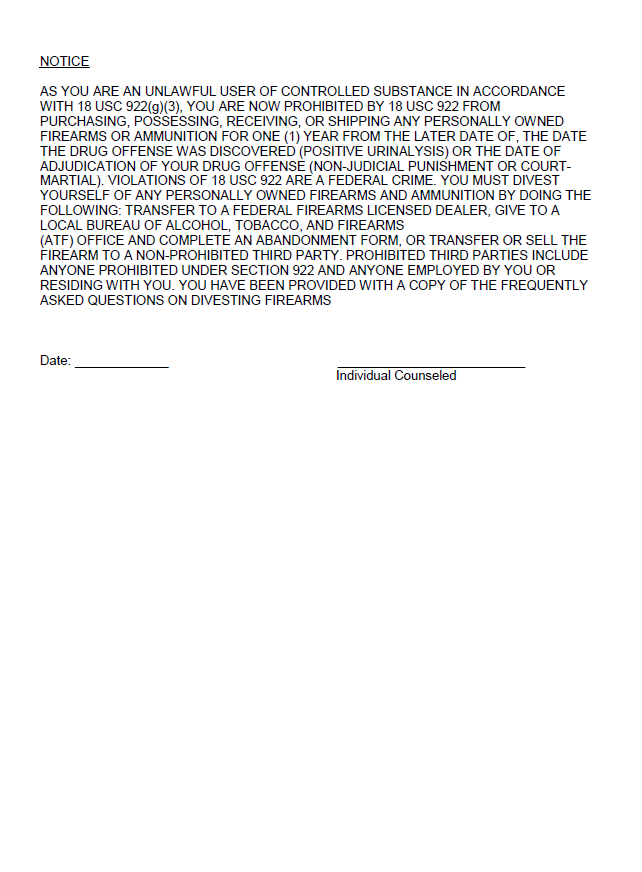 NOTICE
AS YOU ARE AN UNLAWFUL USER OF CONTROLLED SUBSTANCE IN ACCORDANCE
WITH 18 USC 922(g)(3), YOU ARE NOW PROHIBITED BY 18 USC 922 FROM
PURCHASING, POSSESSING, RECEIVING, OR SHIPPING ANY PERSONALLY OWNED
FIREARMS OR AMMUNITION FOR ONE (1) YEAR FROM THE LATER DATE OF, THE DATE
THE DRUG OFFENSE WAS DISCOVERED (POSITIVE URINALYSIS) OR THE DATE OF
ADJUDICATION OF YOUR DRUG OFFENSE (NON-JUDICIAL PUNISHMENT OR COURT-
MARTIAL). VIOLATIONS OF 18 USC 922 ARE A FEDERAL CRIME. YOU MUST DIVEST
YOURSELF OF ANY PERSONALLY OWNED FIREARMS AND AMMUNITION BY DOING THE
FOLLOWING: TRANSFER TO A FEDERAL FIREARMS LICENSED DEALER, GIVE TO A
LOCAL BUREAU OF ALCOHOL, TOBACCO, AND FIREARMS
(ATF) OFFICE AND COMPLETE AN ABANDONMENT FORM, OR TRANSFER OR SELL THE
FIREARM TO A NON-PROHIBITED THIRD PARTY. PROHIBITED THIRD PARTIES INCLUDE
ANYONE PROHIBITED UNDER SECTION 922 AND ANYONE EMPLOYED BY YOU OR
RESIDING WITH YOU. YOU HAVE BEEN PROVIDED WITH A COPY OF THE FREQUENTLY
ASKED QUESTIONS ON DIVESTING FIREARMS
Date: _____________ __________________________
Individual Counseled